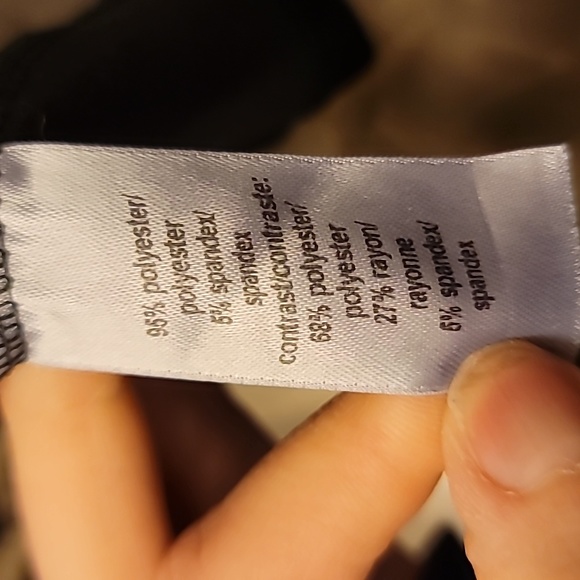 95% polyester/
polyester
5% spandex/
spandex
contrast/contraste:
68% polyester/
polyester
27% rayon/
rayonne
5% spandex/
spandex